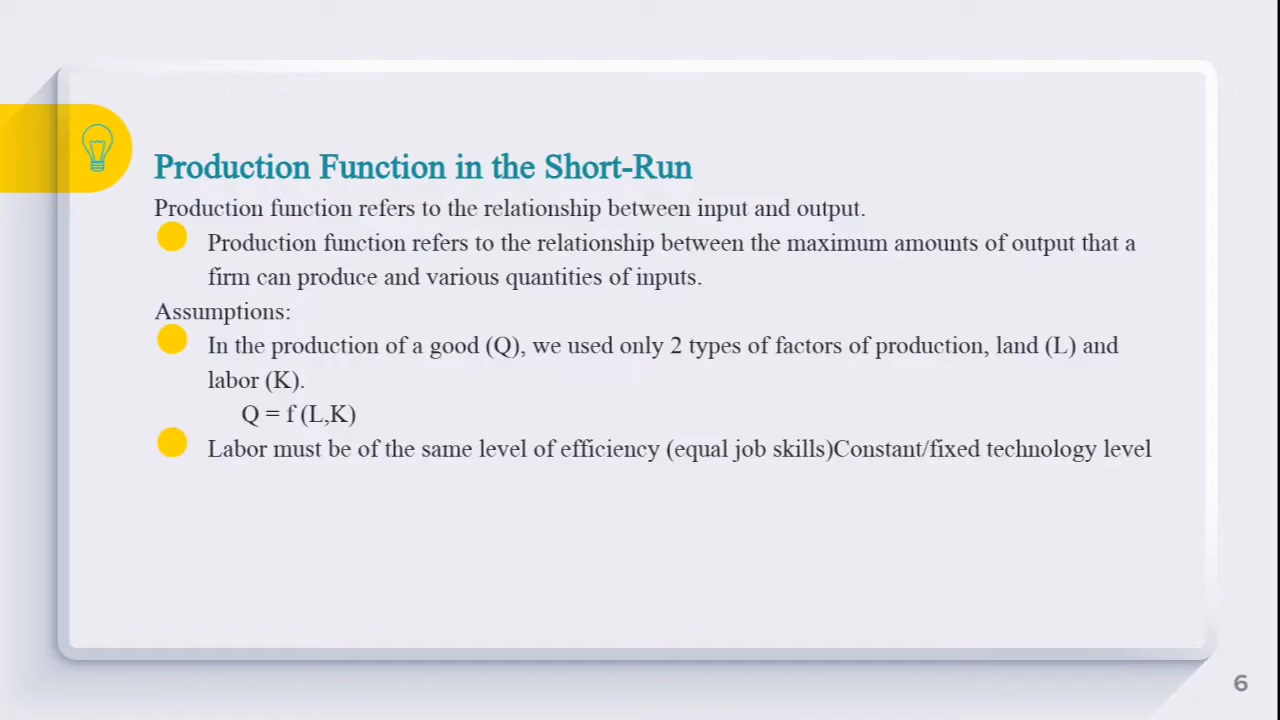 Production Function in the Short-Run
Production function refers to the relationship between input and output.
Production function refers to the relationship between the maximum amounts of output that a
firm can produce and various quantities of inputs.
Assumptions:
In the production of a good (Q), we used only 2 types of factors of production, land (L) and
labor (K).
Q = f (L,K)
Labor must be of the same level of efficiency (equal job skills)Constant/fixed technology level
6